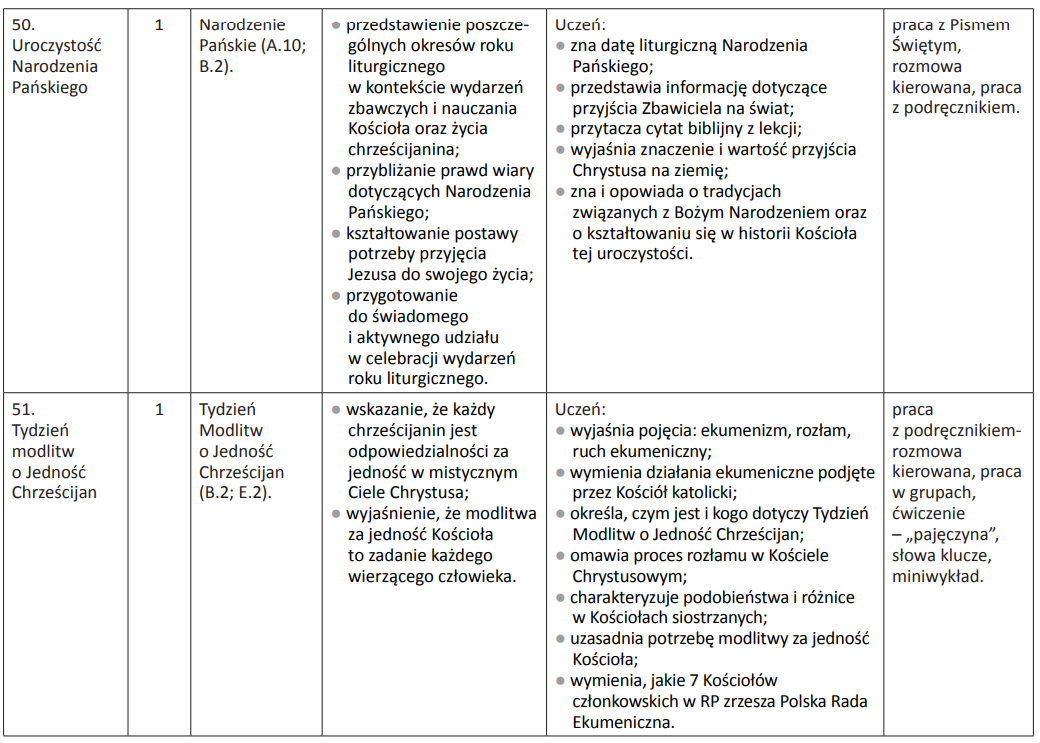 50.
Uroczystość
Narodzenia
Pańskiego
1
Narodzenie
Pańskie (A.10;
B.2).
● przedstawienie poszcze-
gólnych okresów roku
liturgicznego
w kontekście wydarzeń
zbawczych i nauczania
Kościoła oraz życia
chrześcijanina;
● przybliżanie prawd wiary
dotyczących Narodzenia
Pańskiego;
● kształtowanie postawy
potrzeby przyjęcia
Jezusa do swojego życia;
● przygotowanie
do świadomego
i aktywnego udziału
w celebracji wydarzeń
roku liturgicznego.
Uczeń:
● zna datę liturgiczną Narodzenia
Pańskiego;
● przedstawia informację dotyczące
przyjścia Zbawiciela na świat;
● przytacza cytat biblijny z lekcji;
● wyjaśnia znaczenie i wartość przyjścia
Chrystusa na ziemię;
● zna i opowiada o tradycjach
związanych z Bożym Narodzeniem oraz
o kształtowaniu się w historii Kościoła
tej uroczystości.
praca z Pismem
Świętym,
rozmowa
kierowana, praca
z podręcznikiem.
51.
Tydzień
modlitw
o Jedność
Chrześcijan
1
Tydzień
Modlitw
o Jedność
Chrześcijan
(B.2; E.2).
● wskazanie, że każdy
chrześcijanin jest
odpowiedzialności za
jedność w mistycznym
Ciele Chrystusa;
● wyjaśnienie, że modlitwa
za jedność Kościoła
to zadanie każdego
wierzącego człowieka.
Uczeń:
● wyjaśnia pojęcia: ekumenizm, rozłam,
ruch ekumeniczny;
● wymienia działania ekumeniczne podjęte
przez Kościół katolicki;
● określa, czym jest i kogo dotyczy Tydzień
Modlitw o Jedność Chrześcijan;
● omawia proces rozłamu w Kościele
Chrystusowym;
● charakteryzuje podobieństwa i różnice
w Kościołach siostrzanych;
● uzasadnia potrzebę modlitwy za jedność
Kościoła;
● wymienia, jakie 7 Kościołów
członkowskich w RP zrzesza Polska Rada
Ekumeniczna.
praca
z podręcznikiem-
rozmowa
kierowana, praca
w grupach,
ćwiczenie
– „pajęczyna”,
słowa klucze,
miniwykład.